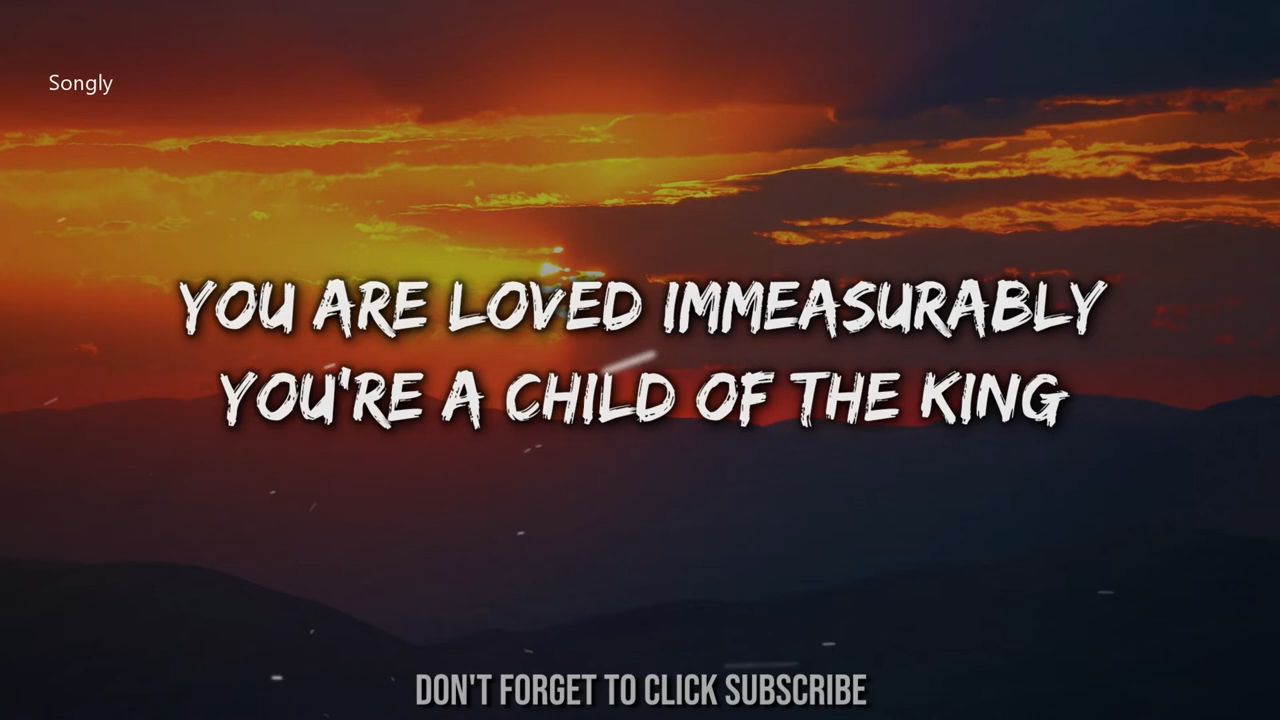 Songly
YOU ARE LOVED IMMEASURABLY
YOU'RE A CHILD OF THE KING
DON'T FORGET TO CLICK SUBSCRIBE